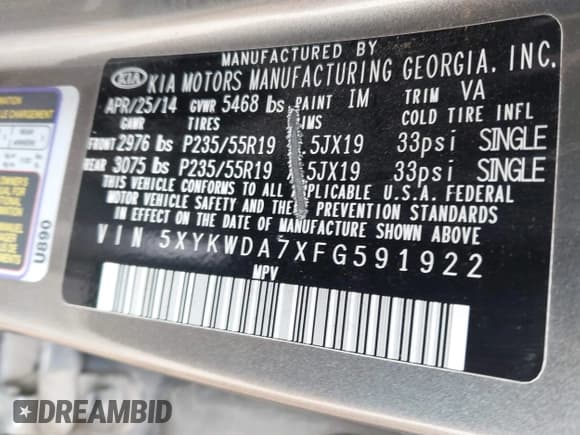 MANUFACTURED BY
KIA KIA MOTORS MANUFACTURING GEORGIA, INC.
APR/25/14 GVWR 5468 lbs PAINT IM TRIM VA
GAWR TIRES IMS COLD TIRE INFL
FRONT 2976 lbs P235/55R19 .5JX19 33psi SINGLE
REAR 3075 lbs P235/55R19 .5JX19 33psi SINGLE
THIS VEHICLE CONFORMS TO ALL APPLICABLE U.S.A. FEDERAL
MOTOR VEHICLE SAFETY AND THE PREVENTION STANDARDS
IN EFFECT ON THE DATE OF MANUFACTURE SHOWN ABOVE
VIN 5XYKWDA7XFG591922
MPV
U890
DREAMBID